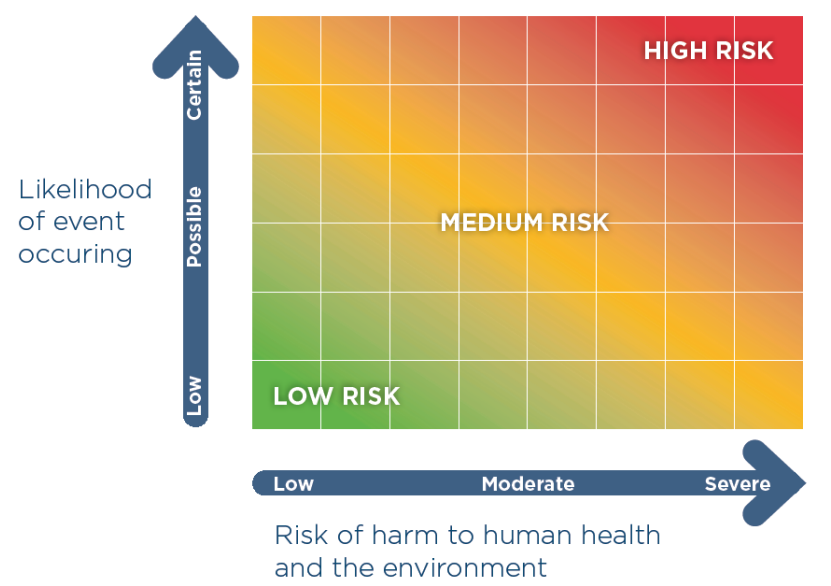 Certain
Possible
Low
Likelihood
of event
occuring
HIGH RISK
MEDIUM RISK
LOW RISK
Low
Moderate
Severe
Risk of harm to human health
and the environment